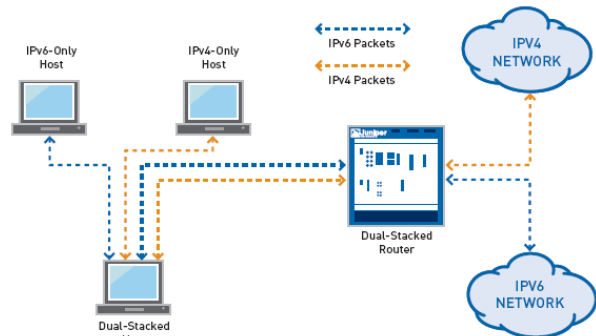 IPv6-Only
Host
IPv4-Only
Host
IPv6 Packets
IPv4 Packets
IPV4
NETWORK
Juniper
Dual-Stacked
Router
Dual-Stacked
IPV6
NETWORK